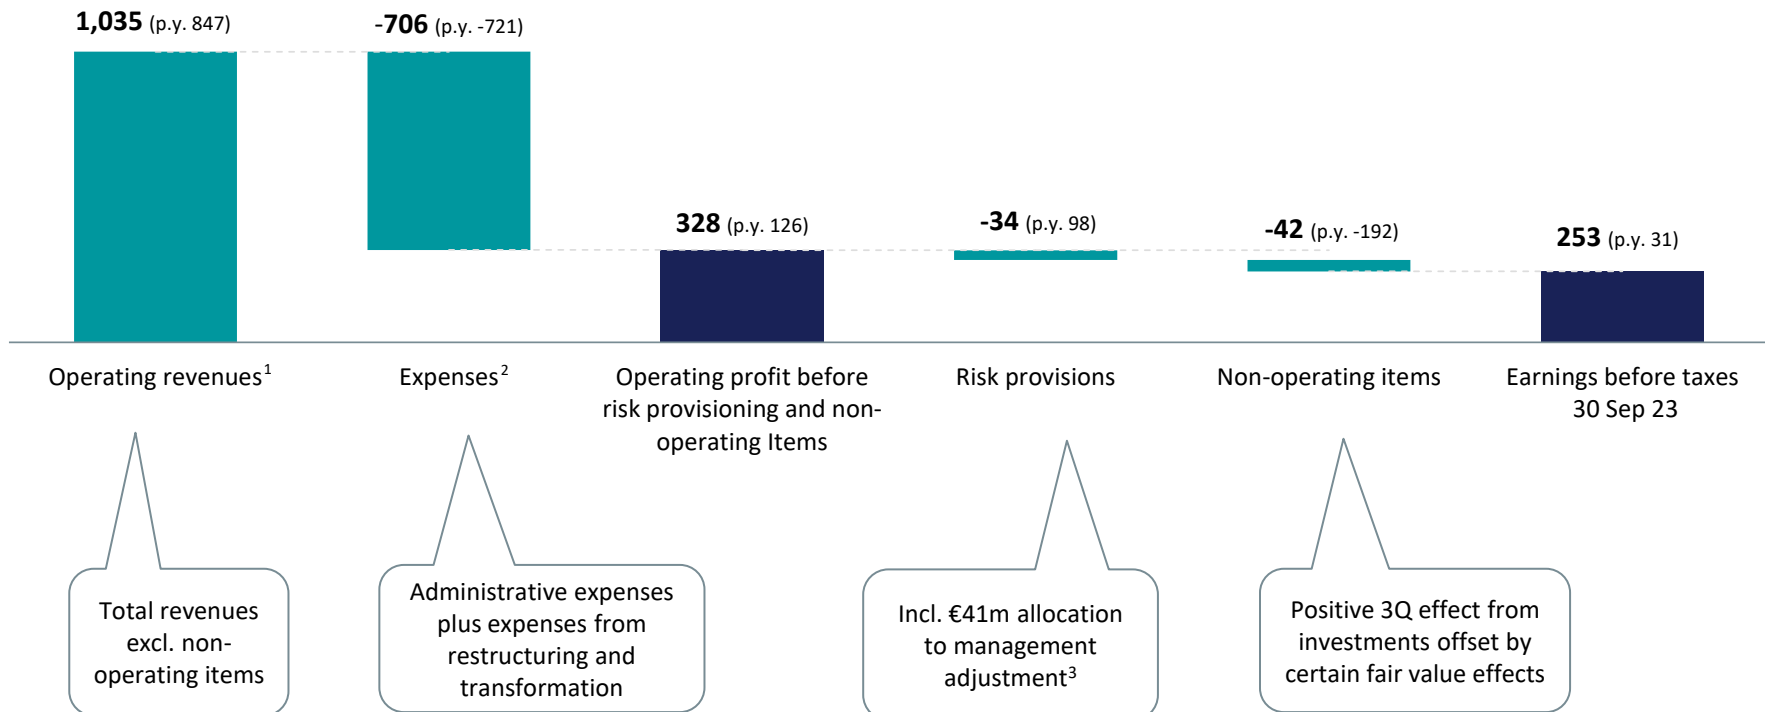 1,035 (p.y. 847)
-706 (p.y. -721)
328 (p.y. 126)
-34 (p.y. 98)
-42 (p.y. -192)
253 (p.y. 31)
Operating revenues¹
Expenses²
Operating profit before
risk provisioning and non-
operating Items
Risk provisions
Non-operating items
Earnings before taxes
30 Sep 23
Total revenues
excl. non-
operating items
Administrative expenses
plus expenses from
restructuring and
transformation
Incl. €41m allocation
to management
adjustment³
Positive 3Q effect from
investments offset by
certain fair value effects